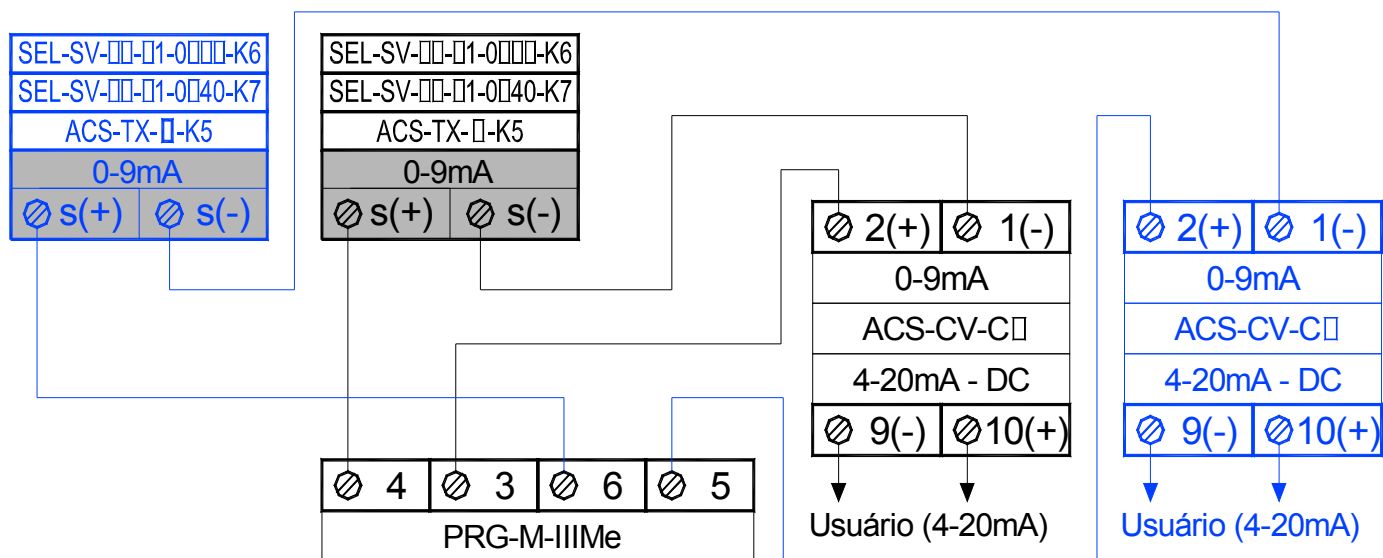 SEL-SV-▯▯-▯1-0▯▯▯-K6
SEL-SV-▯▯-▯1-0▯40-K7
ACS-TX-▯-K5
0-9mA
s(+) s(-)
SEL-SV-▯▯-▯1-0▯▯▯-K6
SEL-SV-▯▯-▯1-0▯40-K7
ACS-TX-▯-K5
0-9mA
s(+) s(-)
2(+) 1(-)
0-9mA
ACS-CV-C▯
4-20mA - DC
9(-) 10(+)
Usuário (4-20mA)
2(+) 1(-)
0-9mA
ACS-CV-C▯
4-20mA - DC
9(-) 10(+)
Usuário (4-20mA)
4 3 6 5
PRG-M-IIIMe